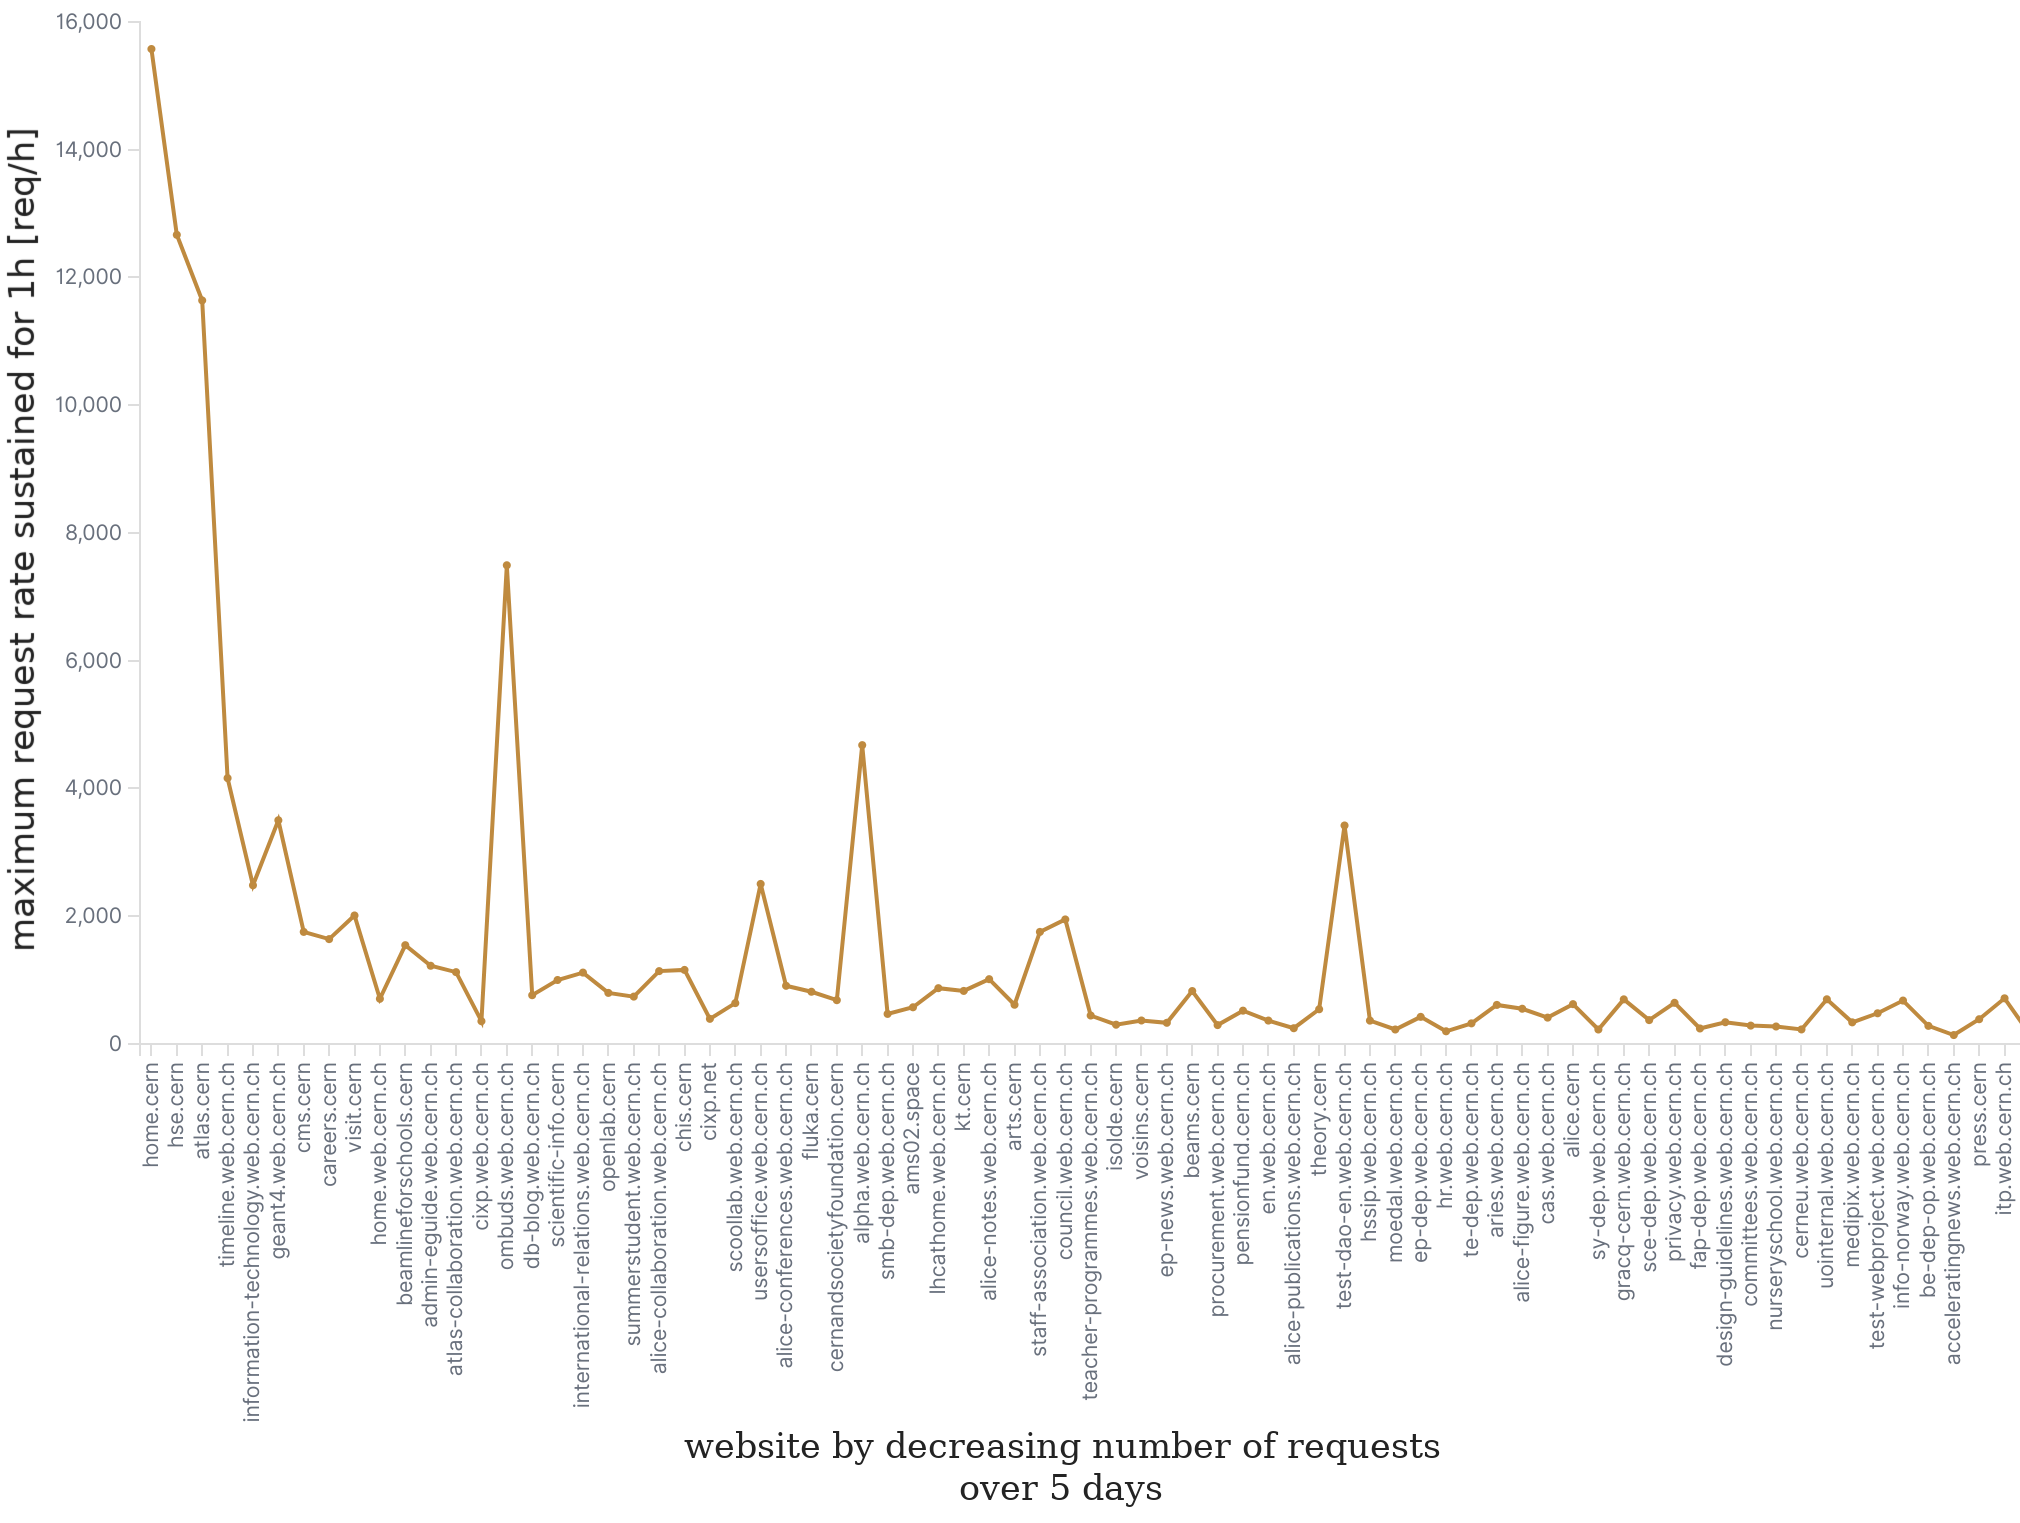 maximum request rate sustained for 1h [req/h]
16,000
14,000
12,000
10,000
8,000
6,000
4,000
2,000
0
home.cern
hse.cern
atlas.cern
timeline.web.cern.ch
information-technology.web.cern.ch
geant4.web.cern.ch
cms.cern
careers.cern
visit.cern
home.web.cern.ch
beamlineforschools.cern
admin-eguide.web.cern.ch
atlas-collaboration.web.cern.ch
cixp.web.cern.ch
ombuds.web.cern.ch
db-blog.web.cern.ch
scientific-info.cern
international-relations.web.cern.ch
openlab.cern
summerstudent.web.cern.ch
alice-collaboration.web.cern.ch
chis.cern
cixp.net
scoollab.web.cern.ch
usersoffice.web.cern.ch
alice-conferences.web.cern.ch
fluka.cern
cernandsocietyfoundation.cern
alpha.web.cern.ch
smb-dep.web.cern.ch
ams02.space
lhcathome.web.cern.ch
kt.cern
alice-notes.web.cern.ch
arts.cern
staff-association.web.cern.ch
council.web.cern.ch
teacher-programmes.web.cern.ch
isolde.cern
voisins.cern
ep-news.web.cern.ch
beams.cern
procurement.web.cern.ch
pensionfund.cern.ch
en.web.cern.ch
alice-publications.web.cern.ch
theory.cern
test-dao-en.web.cern.ch
hssip.web.cern.ch
moedal.web.cern.ch
ep-dep.web.cern.ch
hr.web.cern.ch
te-dep.web.cern.ch
aries.web.cern.ch
alice-figure.web.cern.ch
cas.web.cern.ch
alice.cern
sy-dep.web.cern.ch
gracq-cern.web.cern.ch
sce-dep.web.cern.ch
privacy.web.cern.ch
fap-dep.web.cern.ch
design-guidelines.web.cern.ch
committees.web.cern.ch
nurseryschool.web.cern.ch
cerneu.web.cern.ch
uointernal.web.cern.ch
medipix.web.cern.ch
test-webproject.web.cern.ch
info-norway.web.cern.ch
be-dep-op.web.cern.ch
acceleratingnews.web.cern.ch
press.cern
itp.web.cern.ch
website by decreasing number of requests
over 5 days